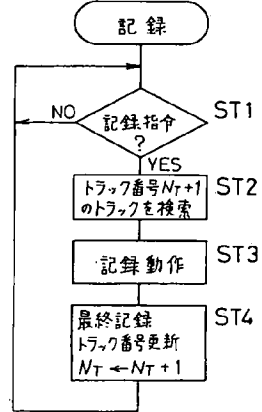 記録
記録指令
?
NO
ST1
YES
トラック番号NT+1
のトラックを検索
ST2
記録動作
ST3
最終記録
トラック番号更新
NT←NT+1
ST4